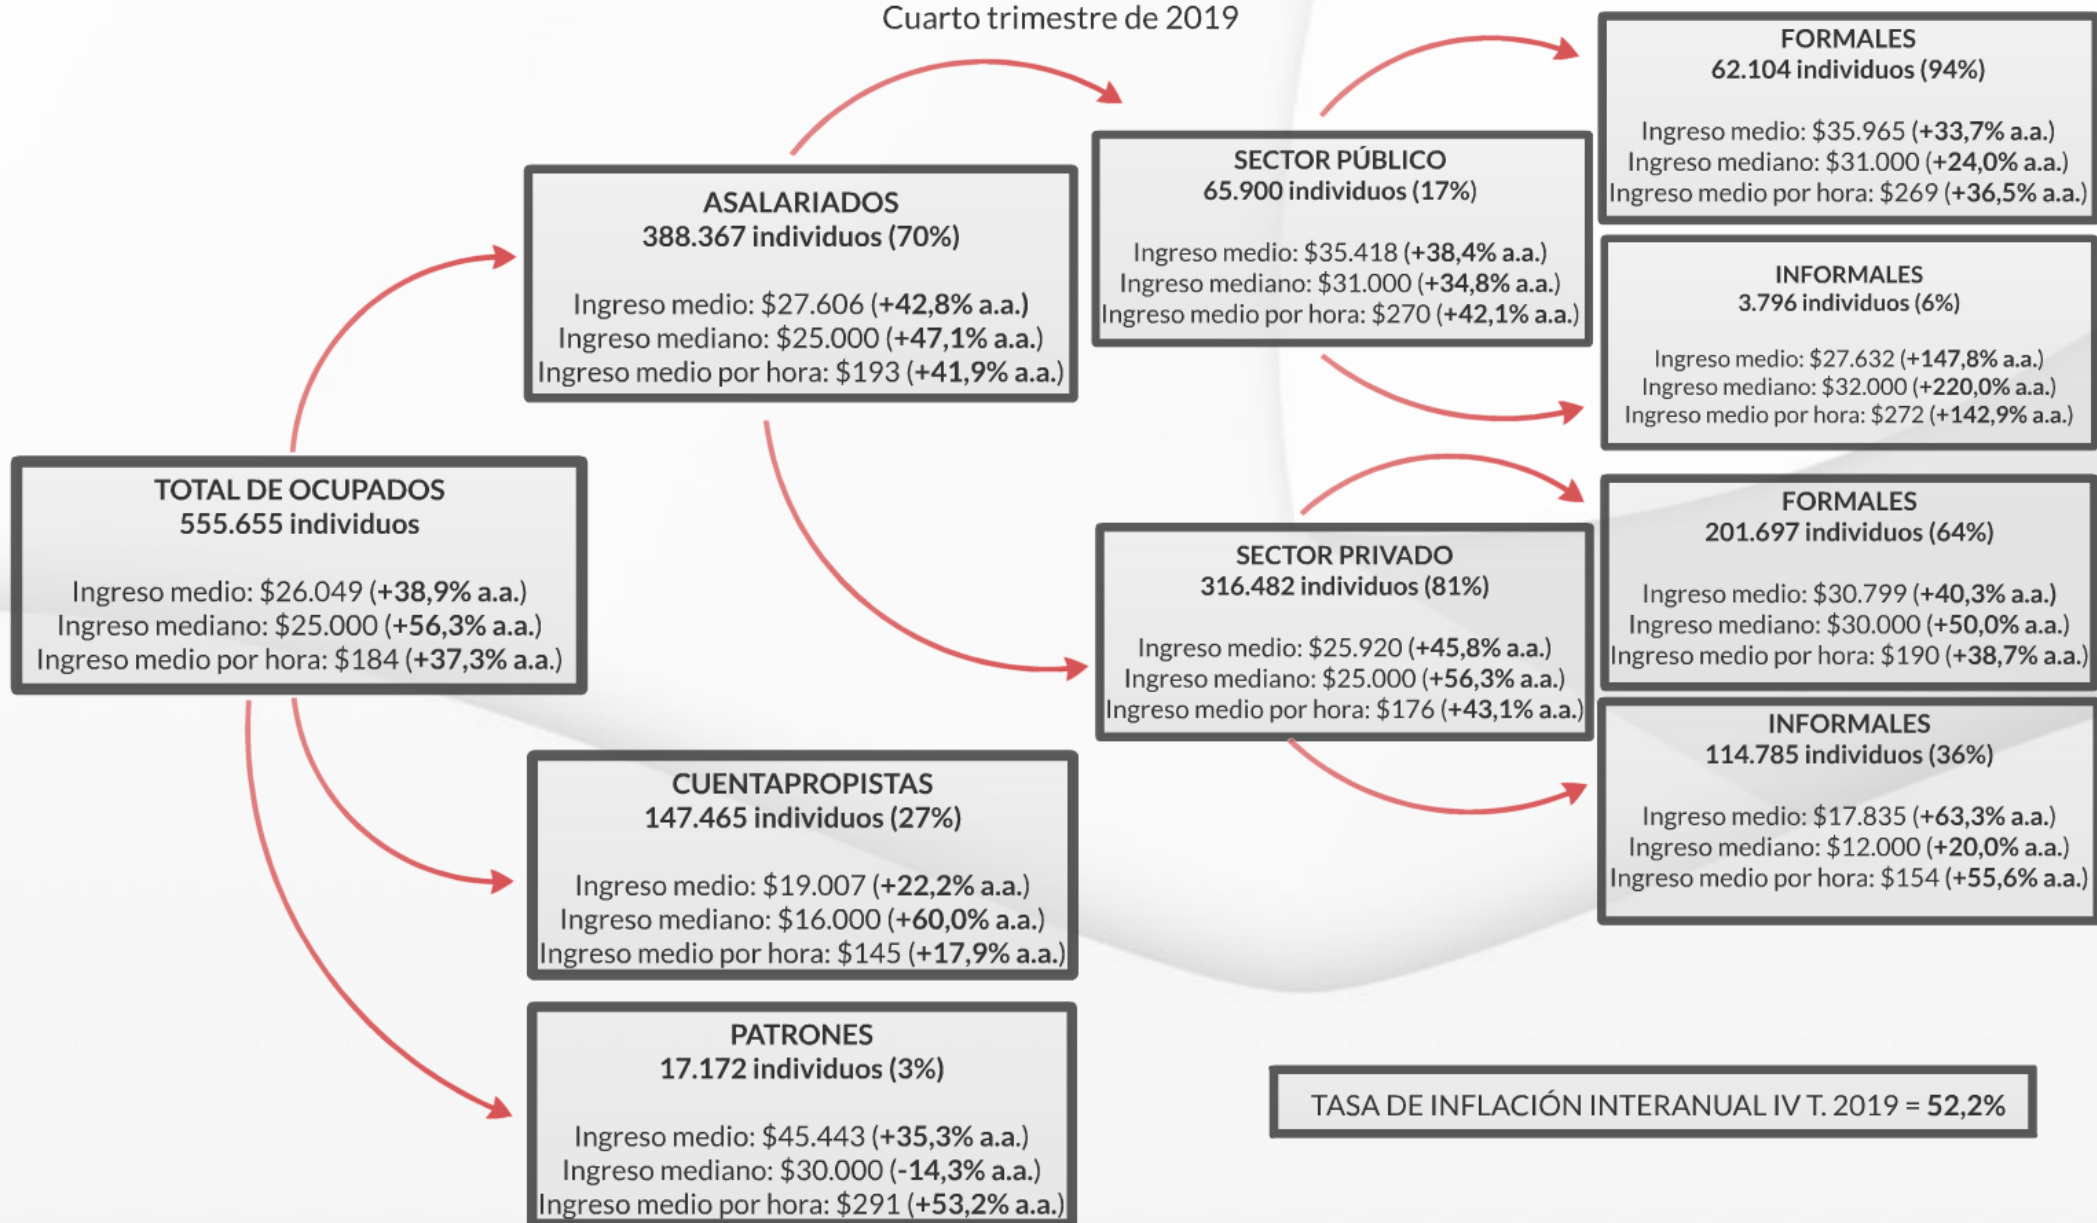 Cuarto trimestre de 2019
TOTAL DE OCUPADOS
555.655 individuos
Ingreso medio: $26.049 (+38,9% a.a.)
Ingreso mediano: $25.000 (+56,3% a.a.)
Ingreso medio por hora: $184 (+37,3% a.a.)
ASALARIADOS
388.367 individuos (70%)
Ingreso medio: $27.606 (+42,8% a.a.)
Ingreso mediano: $25.000 (+47,1% a.a.)
Ingreso medio por hora: $193 (+41,9% a.a.)
CUENTAPROPISTAS
147.465 individuos (27%)
Ingreso medio: $19.007 (+22,2% a.a.)
Ingreso mediano: $16.000 (+60,0% a.a.)
Ingreso medio por hora: $145 (+17,9% a.a.)
PATRONES
17.172 individuos (3%)
Ingreso medio: $45.443 (+35,3% a.a.)
Ingreso mediano: $30.000 (-14,3% a.a.)
Ingreso medio por hora: $291 (+53,2% a.a.)
SECTOR PÚBLICO
65.900 individuos (17%)
Ingreso medio: $35.418 (+38,4% a.a.)
Ingreso mediano: $31.000 (+34,8% a.a.)
Ingreso medio por hora: $270 (+42,1% a.a.)
SECTOR PRIVADO
316.482 individuos (81%)
Ingreso medio: $25.920 (+45,8% a.a.)
Ingreso mediano: $25.000 (+56,3% a.a.)
Ingreso medio por hora: $176 (+43,1% a.a.)
FORMALES
62.104 individuos (94%)
Ingreso medio: $35.965 (+33,7% a.a.)
Ingreso mediano: $31.000 (+24,0% a.a.)
Ingreso medio por hora: $269 (+36,5% a.a.)
INFORMALES
3.796 individuos (6%)
Ingreso medio: $27.632 (+147,8% a.a.)
Ingreso mediano: $32.000 (+220,0% a.a.)
Ingreso medio por hora: $272 (+142,9% a.a.)
FORMALES
201.697 individuos (64%)
Ingreso medio: $30.799 (+40,3% a.a.)
Ingreso mediano: $30.000 (+50,0% a.a.)
Ingreso medio por hora: $190 (+38,7% a.a.)
INFORMALES
114.785 individuos (36%)
Ingreso medio: $17.835 (+63,3% a.a.)
Ingreso mediano: $12.000 (+20,0% a.a.)
Ingreso medio por hora: $154 (+55,6% a.a.)
TASA DE INFLACIÓN INTERANUAL IV T. 2019 = 52,2%